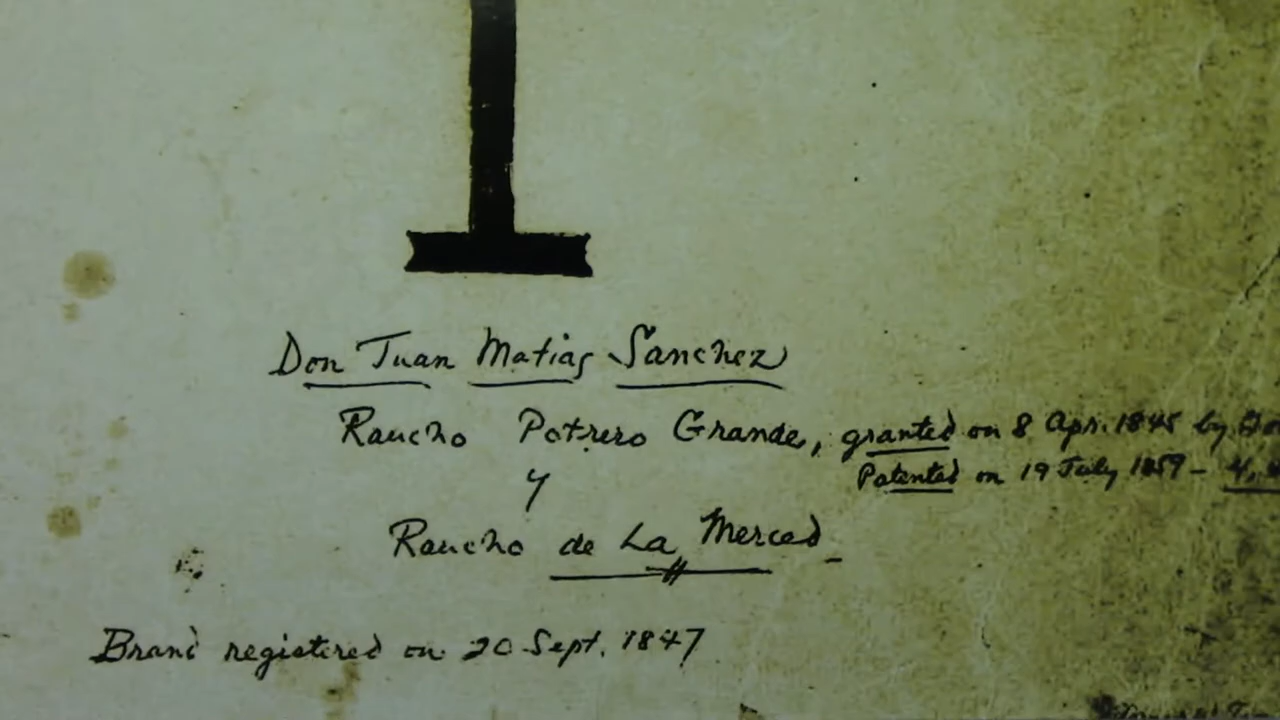 Don Juan Matias Sanchez
Rancho Potrero Grande, granted on 8 Apr. 1845 by
Patented on 19 July 1859 –
y
Rancho de La Merced
Brand registered on 20 Sept. 1847